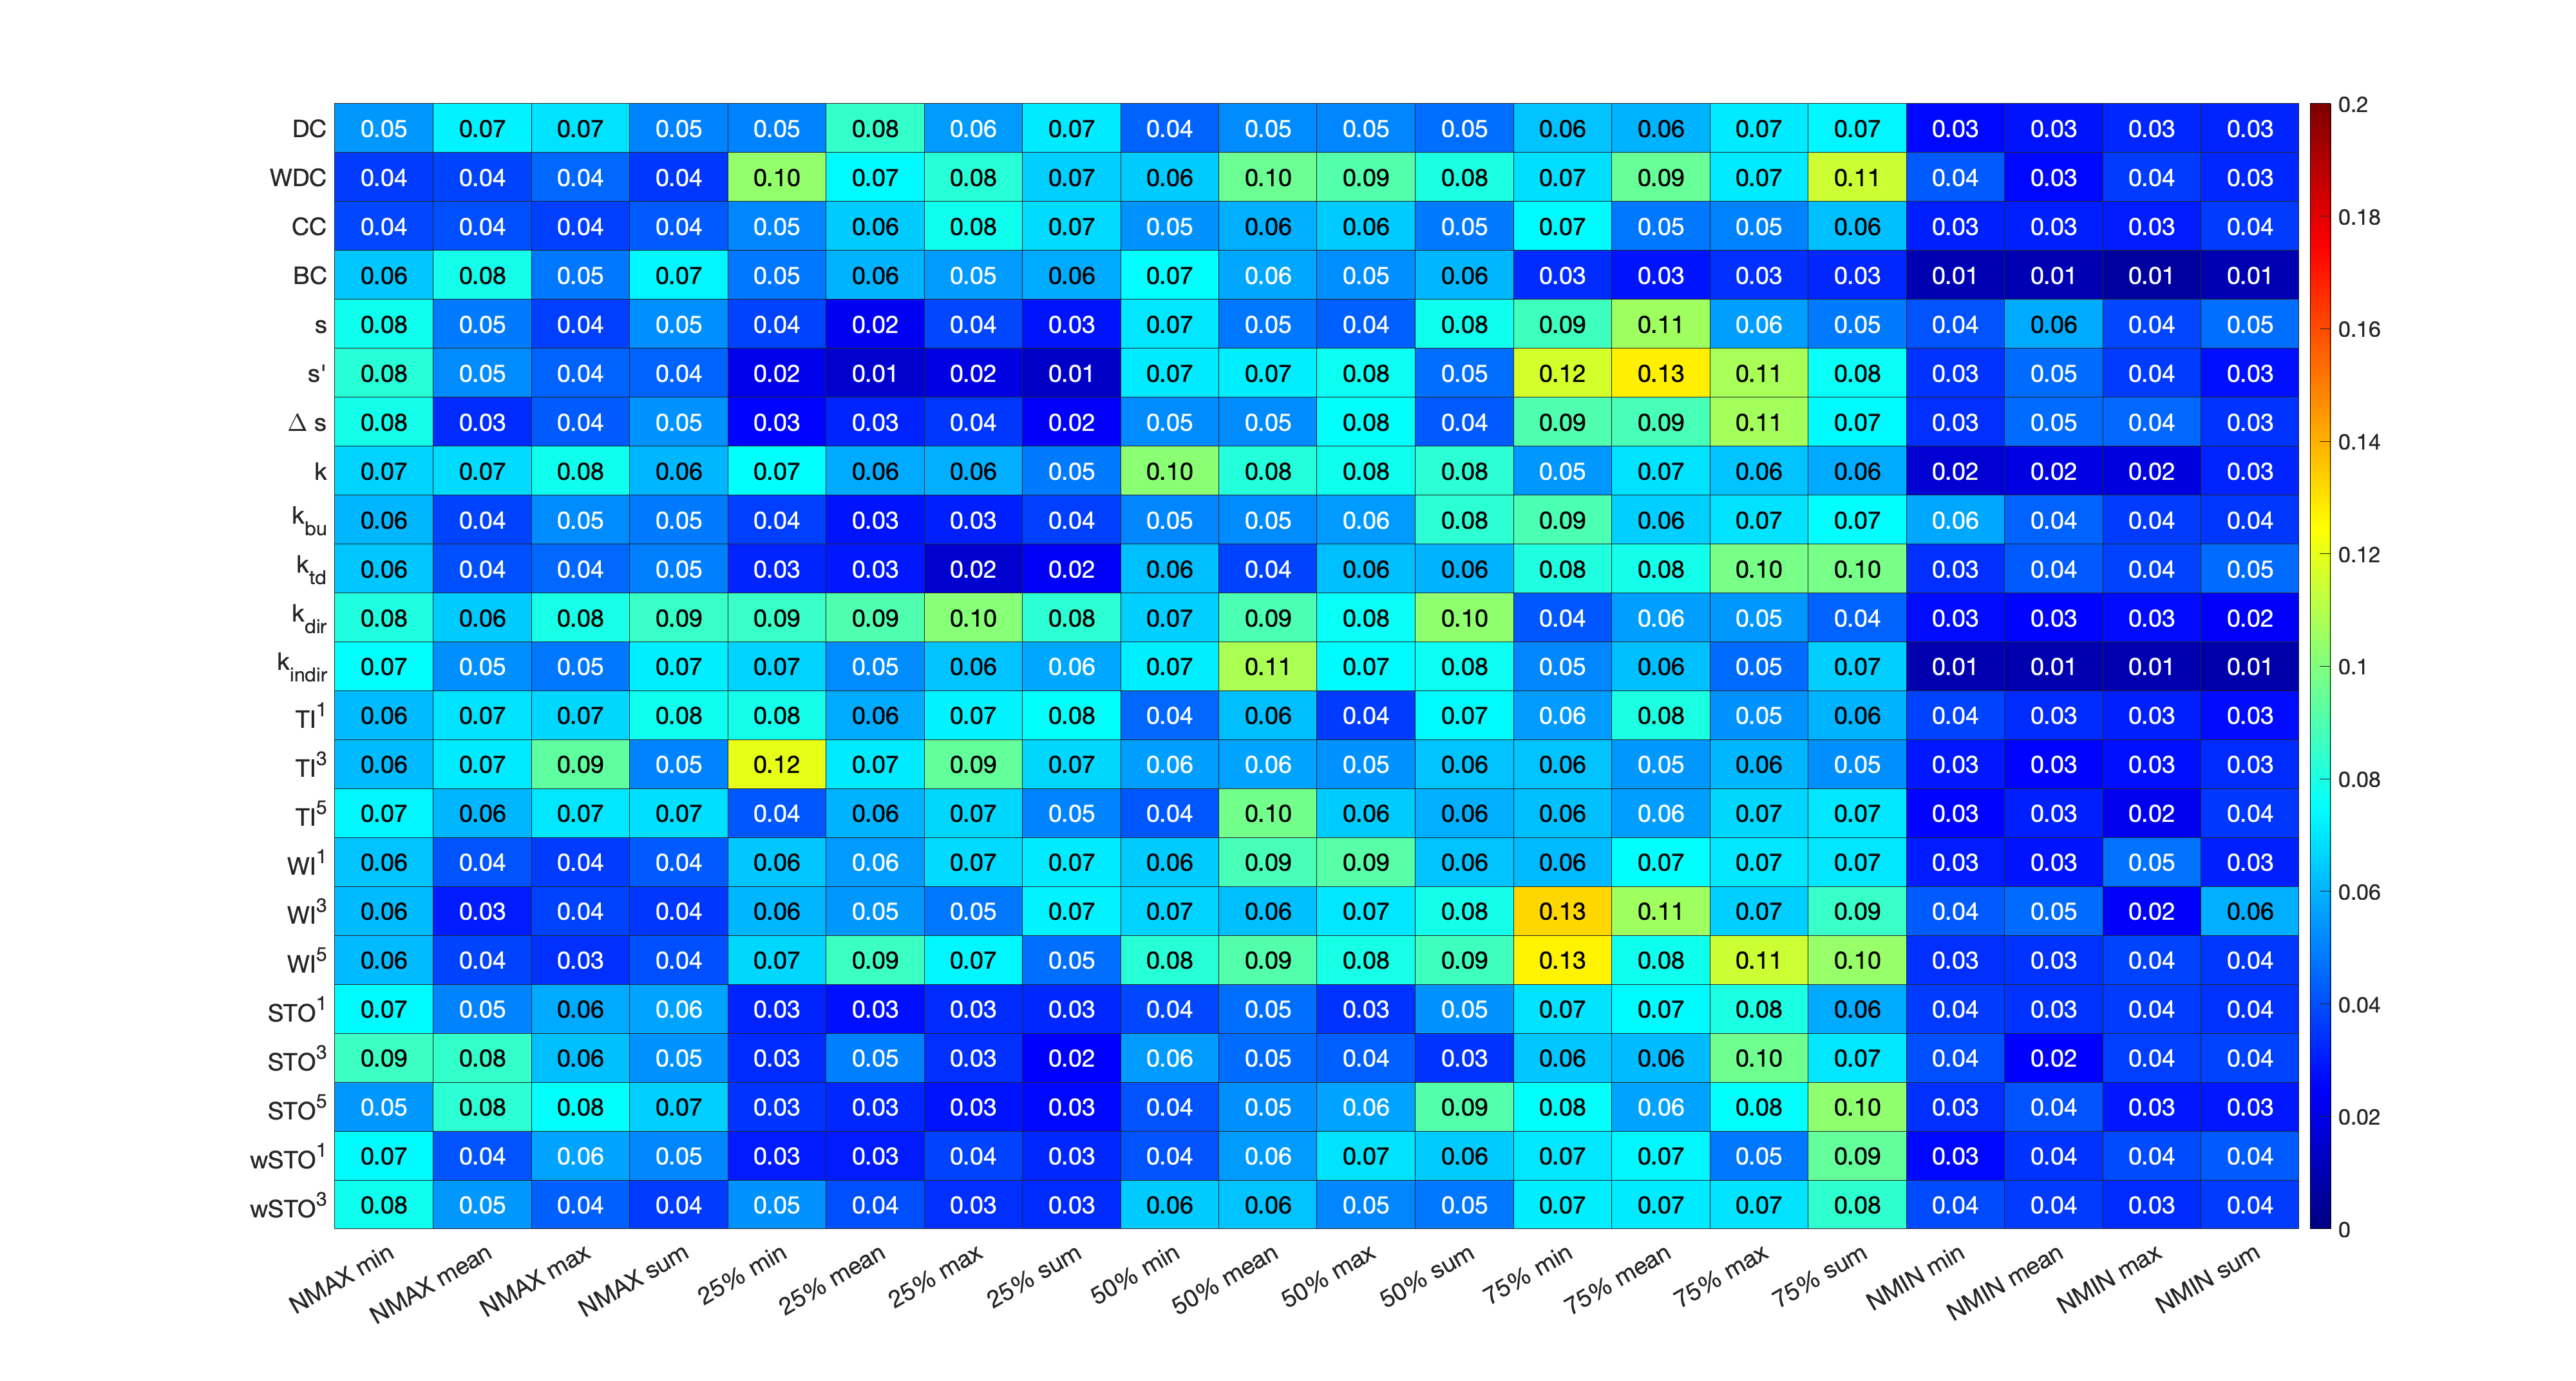 DC 0.05 0.07 0.07 0.05 0.05 0.08 0.06 0.07 0.04 0.05 0.05 0.05 0.06 0.06 0.07 0.07 0.03 0.03 0.03 0.03 0.2
WDC 0.04 0.04 0.04 0.04 0.10 0.07 0.08 0.07 0.06 0.10 0.09 0.08 0.07 0.09 0.07 0.11 0.04 0.03 0.04 0.03
CC 0.04 0.04 0.04 0.04 0.05 0.06 0.08 0.07 0.05 0.06 0.06 0.05 0.07 0.05 0.05 0.06 0.03 0.03 0.03 0.04 0.18
BC 0.06 0.08 0.05 0.07 0.05 0.06 0.05 0.06 0.07 0.06 0.05 0.06 0.03 0.03 0.03 0.03 0.01 0.01 0.01 0.01
s 0.08 0.05 0.04 0.05 0.04 0.02 0.04 0.03 0.07 0.05 0.04 0.08 0.09 0.11 0.06 0.05 0.04 0.06 0.04 0.05 0.16
s' 0.08 0.05 0.04 0.04 0.02 0.01 0.02 0.01 0.07 0.07 0.08 0.05 0.12 0.13 0.11 0.08 0.03 0.05 0.04 0.03
Δ s 0.08 0.03 0.04 0.05 0.03 0.03 0.04 0.02 0.05 0.05 0.08 0.04 0.09 0.09 0.11 0.07 0.03 0.05 0.04 0.03 0.14
k 0.07 0.07 0.08 0.06 0.07 0.06 0.06 0.05 0.10 0.08 0.08 0.08 0.05 0.07 0.06 0.06 0.02 0.02 0.02 0.03
k_bu 0.06 0.04 0.05 0.05 0.04 0.03 0.03 0.04 0.05 0.05 0.06 0.08 0.09 0.06 0.07 0.07 0.06 0.04 0.04 0.04 0.12
k_td 0.06 0.04 0.04 0.05 0.03 0.03 0.02 0.02 0.06 0.04 0.06 0.06 0.08 0.08 0.10 0.10 0.03 0.04 0.04 0.05
k_dir 0.08 0.06 0.08 0.09 0.09 0.09 0.10 0.08 0.07 0.09 0.08 0.10 0.04 0.06 0.05 0.04 0.03 0.03 0.03 0.02
k_indir 0.07 0.05 0.05 0.07 0.07 0.05 0.06 0.06 0.07 0.11 0.07 0.08 0.05 0.06 0.05 0.07 0.01 0.01 0.01 0.01 0.1
TI^1 0.06 0.07 0.07 0.08 0.08 0.06 0.07 0.08 0.04 0.06 0.04 0.07 0.06 0.08 0.05 0.06 0.04 0.03 0.03 0.03
TI^3 0.06 0.07 0.09 0.05 0.12 0.07 0.09 0.07 0.06 0.06 0.05 0.06 0.06 0.05 0.06 0.05 0.03 0.03 0.03 0.03 0.08
TI^5 0.07 0.06 0.07 0.07 0.04 0.06 0.07 0.05 0.04 0.10 0.06 0.06 0.06 0.06 0.07 0.07 0.03 0.03 0.02 0.04
WI^1 0.06 0.04 0.04 0.04 0.06 0.06 0.07 0.07 0.06 0.09 0.09 0.06 0.06 0.07 0.07 0.07 0.03 0.03 0.05 0.03
WI^3 0.06 0.03 0.04 0.04 0.06 0.05 0.05 0.07 0.07 0.06 0.07 0.08 0.13 0.11 0.07 0.09 0.04 0.05 0.02 0.06 0.06
WI^5 0.06 0.04 0.03 0.04 0.07 0.09 0.07 0.05 0.08 0.09 0.08 0.09 0.13 0.08 0.11 0.10 0.03 0.03 0.04 0.04
STO^1 0.07 0.05 0.06 0.06 0.03 0.03 0.03 0.03 0.04 0.05 0.03 0.05 0.07 0.07 0.08 0.06 0.04 0.03 0.04 0.04 0.04
STO^3 0.09 0.08 0.06 0.05 0.03 0.05 0.03 0.02 0.06 0.05 0.04 0.03 0.06 0.06 0.10 0.07 0.04 0.02 0.04 0.04
STO^5 0.05 0.08 0.08 0.07 0.03 0.03 0.03 0.03 0.04 0.05 0.06 0.09 0.08 0.06 0.08 0.10 0.03 0.04 0.03 0.03 0.02
wSTO^1 0.07 0.04 0.06 0.05 0.03 0.03 0.04 0.03 0.04 0.06 0.07 0.06 0.07 0.07 0.05 0.09 0.03 0.04 0.04 0.04
wSTO^3 0.08 0.05 0.04 0.04 0.05 0.04 0.03 0.03 0.06 0.06 0.05 0.05 0.07 0.07 0.07 0.08 0.04 0.04 0.03 0.04 0
NMAX min NMAX mean NMAX max NMAX sum 25% min 25% mean 25% max 25% sum 50% min 50% mean 50% max 50% sum 75% min 75% mean 75% max 75% sum NMIN min NMIN mean NMIN max NMIN sum